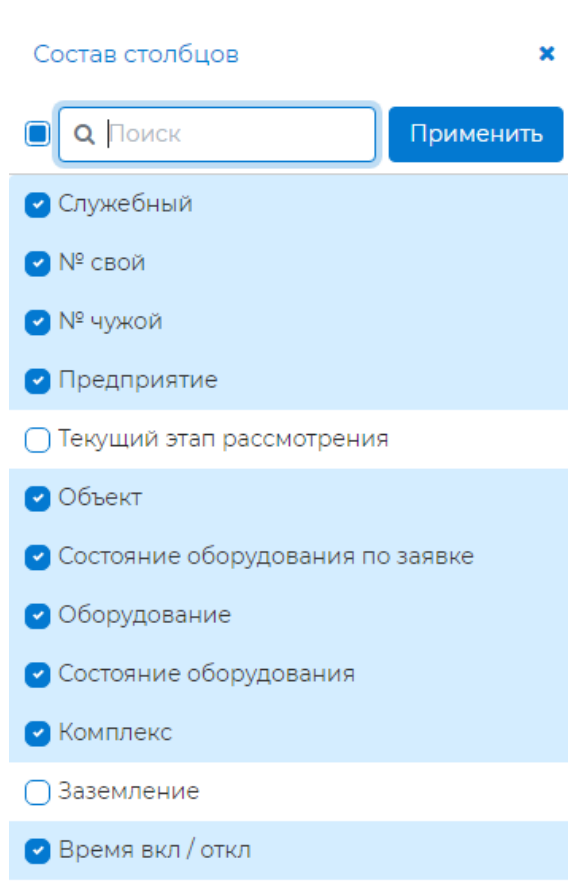 Состав столбцов
Поиск Применить
Служебный
№ свой
№ чужой
Предприятие
Текущий этап рассмотрения
Объект
Состояние оборудования по заявке
Оборудование
Состояние оборудования
Комплекс
Заземление
Время вкл / откл